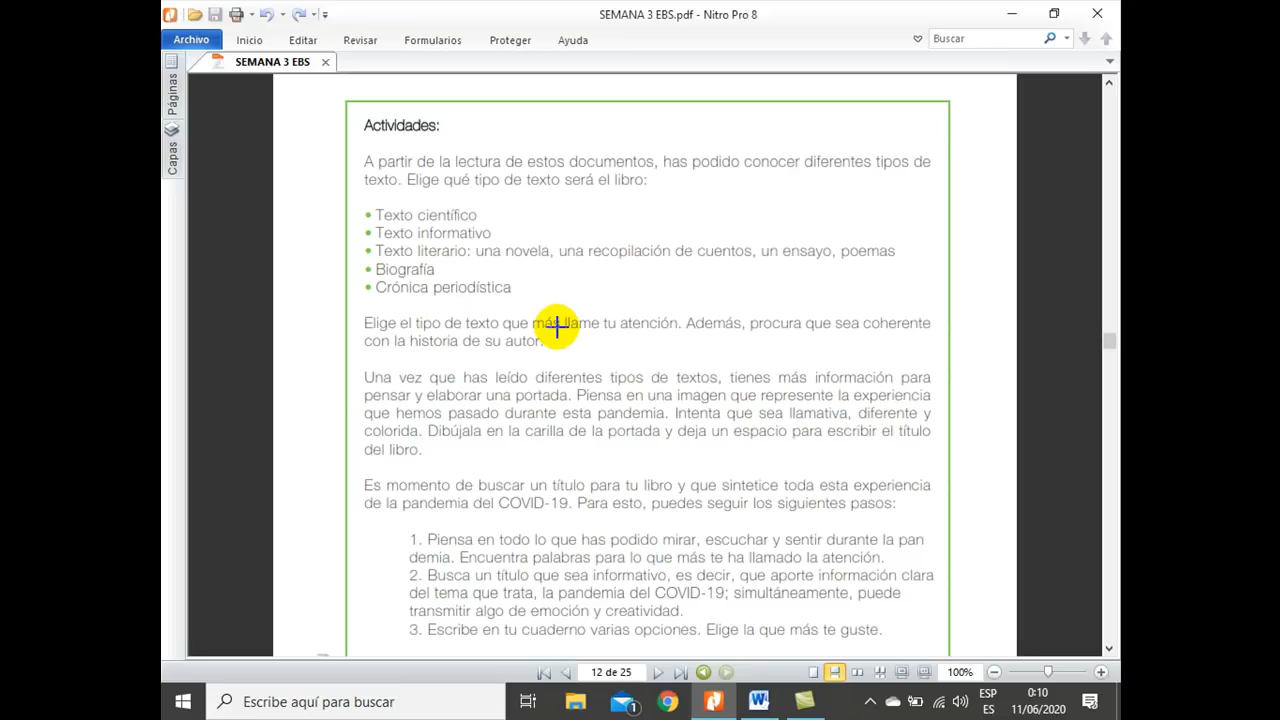 SEMANA 3 EBS.pdf - Nitro Pro 8
Archivo Inicio Editar Revisar Formularios Proteger Ayuda Buscar
SEMANA 3 EBS
Páginas
Capas
Actividades:
A partir de la lectura de estos documentos, has podido conocer diferentes tipos de
texto. Elige qué tipo de texto será el libro:
• Texto científico
• Texto informativo
• Texto literario: una novela, una recopilación de cuentos, un ensayo, poemas
• Biografía
• Crónica periodística
Elige el tipo de texto que más llame tu atención. Además, procura que sea coherente
con la historia de su autor.
Una vez que has leído diferentes tipos de textos, tienes más información para
pensar y elaborar una portada. Piensa en una imagen que represente la experiencia
que hemos pasado durante esta pandemia. Intenta que sea llamativa, diferente y
colorida. Dibújala en la carilla de la portada y deja un espacio para escribir el título
del libro.
Es momento de buscar un título para tu libro y que sintetice toda esta experiencia
de la pandemia del COVID-19. Para esto, puedes seguir los siguientes pasos:
1. Piensa en todo lo que has podido mirar, escuchar y sentir durante la pan
demia. Encuentra palabras para lo que más te ha llamado la atención.
2. Busca un título que sea informativo, es decir, que aporte información clara
del tema que trata, la pandemia del COVID-19; simultáneamente, puede
transmitir algo de emoción y creatividad.
3. Escribe en tu cuaderno varias opciones. Elige la que más te guste.
12 de 25
100%
Escribe aquí para buscar
1
ESP
ES
0:10
11/06/2020